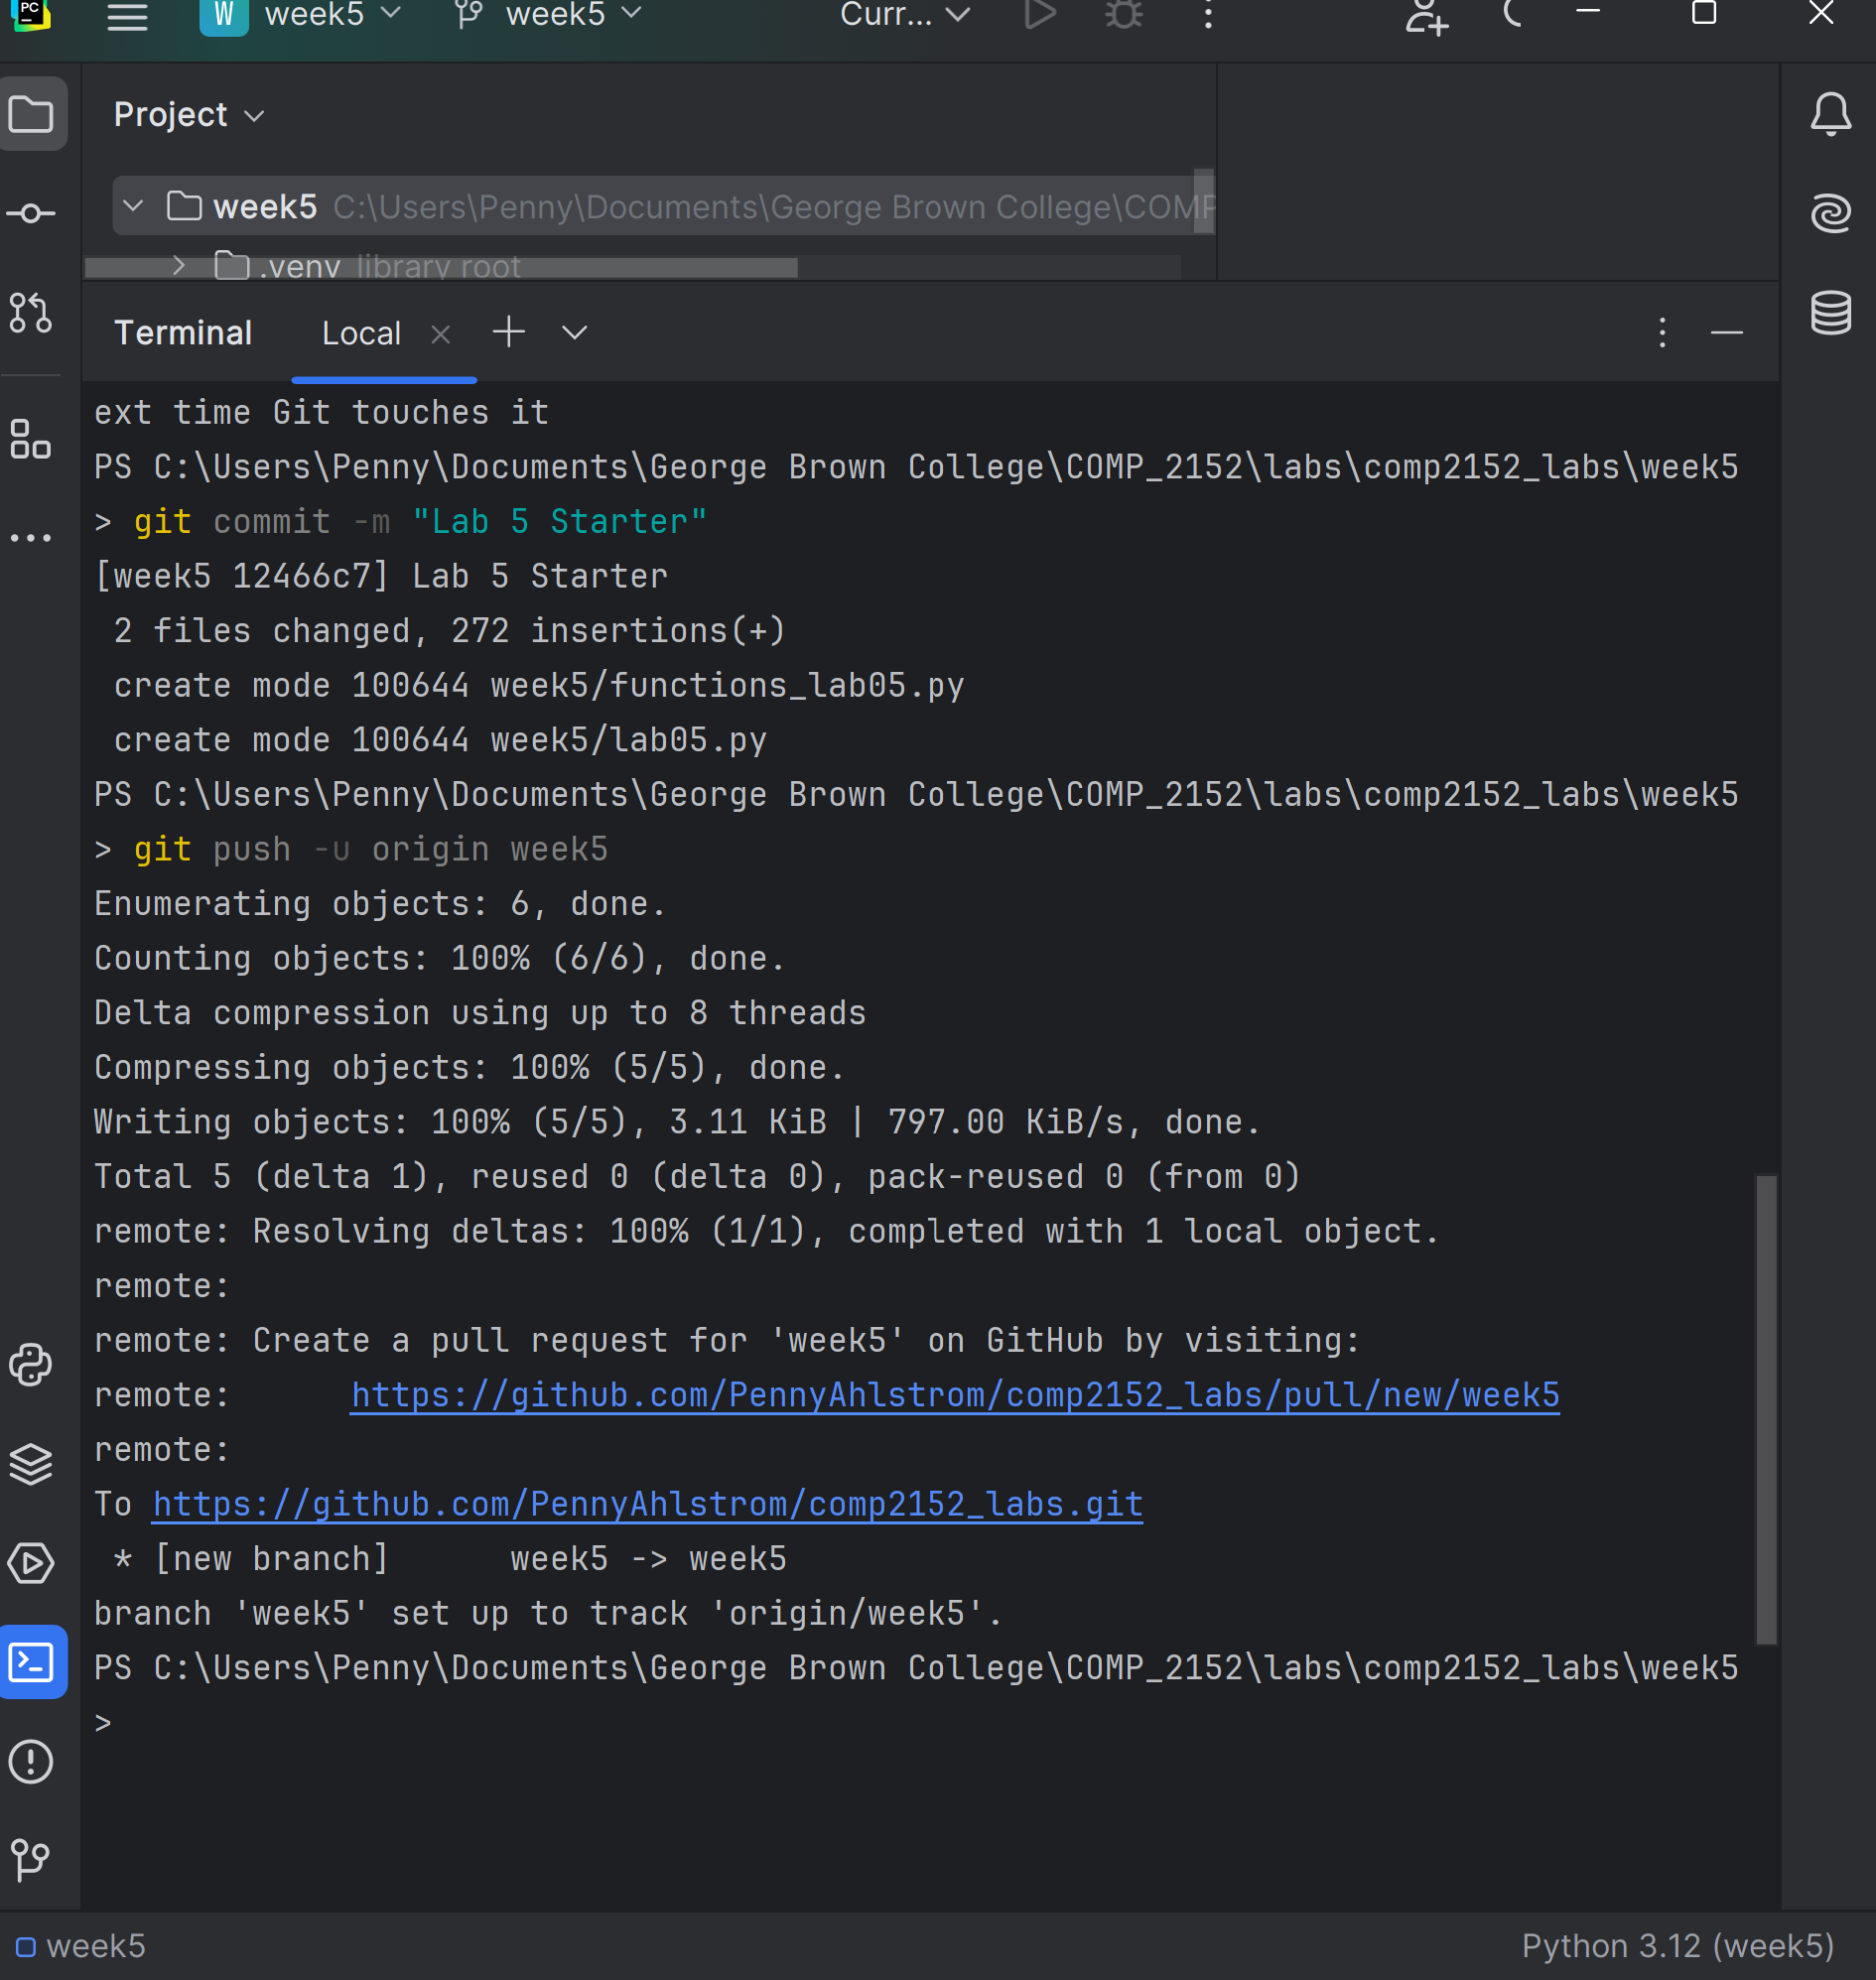 PC
W week5 week5 Curr...
Project
week5 C:\Users\Penny\Documents\George Brown College\COMP
.venv library root
Terminal Local
ext time Git touches it
PS C:\Users\Penny\Documents\George Brown College\COMP_2152\labs\comp2152_labs\week5
> git commit -m "Lab 5 Starter"
[week5 12466c7] Lab 5 Starter
2 files changed, 272 insertions(+)
create mode 100644 week5/functions_lab05.py
create mode 100644 week5/lab05.py
PS C:\Users\Penny\Documents\George Brown College\COMP_2152\labs\comp2152_labs\week5
> git push -u origin week5
Enumerating objects: 6, done.
Counting objects: 100% (6/6), done.
Delta compression using up to 8 threads
Compressing objects: 100% (5/5), done.
Writing objects: 100% (5/5), 3.11 KiB | 797.00 KiB/s, done.
Total 5 (delta 1), reused 0 (delta 0), pack-reused 0 (from 0)
remote: Resolving deltas: 100% (1/1), completed with 1 local object.
remote:
remote: Create a pull request for 'week5' on GitHub by visiting:
remote:      https://github.com/PennyAhlstrom/comp2152_labs/pull/new/week5
remote:
To https://github.com/PennyAhlstrom/comp2152_labs.git
* [new branch]      week5 -> week5
branch 'week5' set up to track 'origin/week5'.
PS C:\Users\Penny\Documents\George Brown College\COMP_2152\labs\comp2152_labs\week5
>
week5 Python 3.12 (week5)